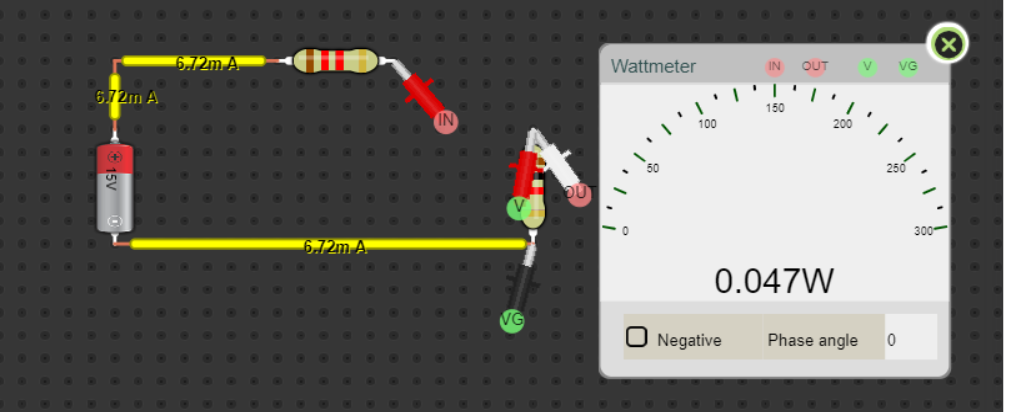 6.72m A
6.72m A
15V
6.72m A
IN
OUT
V
VG
Wattmeter IN OUT V VG
0 50 100 150 200 250 300
0.047W
Negative Phase angle 0